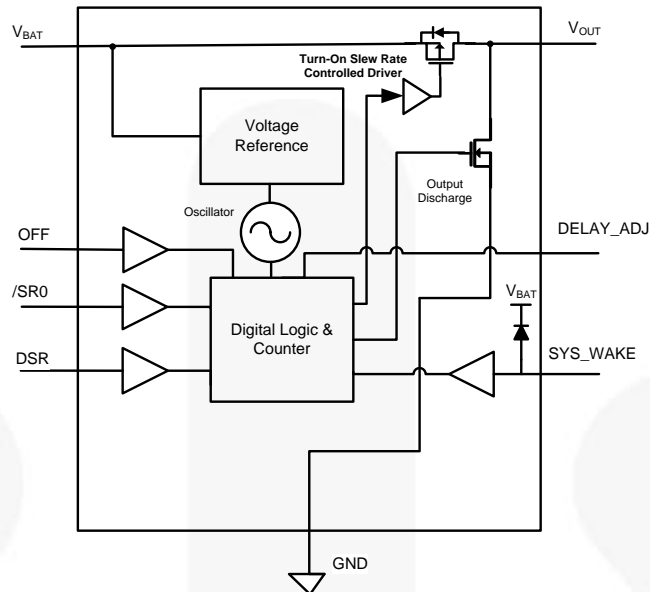 V_BAT
V_OUT
Turn-On Slew Rate
Controlled Driver
Voltage
Reference
Output
Discharge
Oscillator
OFF
DELAY_ADJ
/SR0
V_BAT
Digital Logic &
Counter
DSR
SYS_WAKE
GND